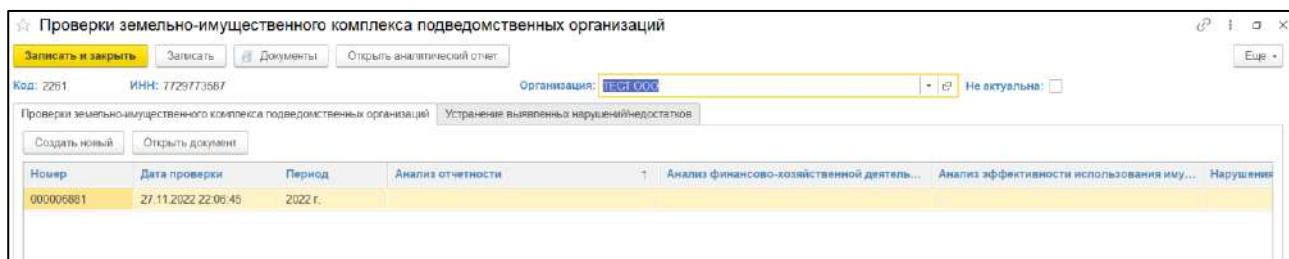 Проверки земельно-имущественного комплекса подведомственных организаций
Записать и закрыть Записать Документы Открыть аналитический отчет Еще
Код: 2261 ИНН: 7729773587 Организация: ТЕСТ ООО Не актуальна:
Проверки земельно-имущественного комплекса подведомственных организаций Устранение выявленных нарушений/недостатков
Создать новый Открыть документ
Номер Дата проверки Период Анализ отчетности ↑ Анализ финансово-хозяйственной деятель... Анализ эффективности использования иму... Нарушения
000006881 27.11.2022 22:06:45 2022 г.